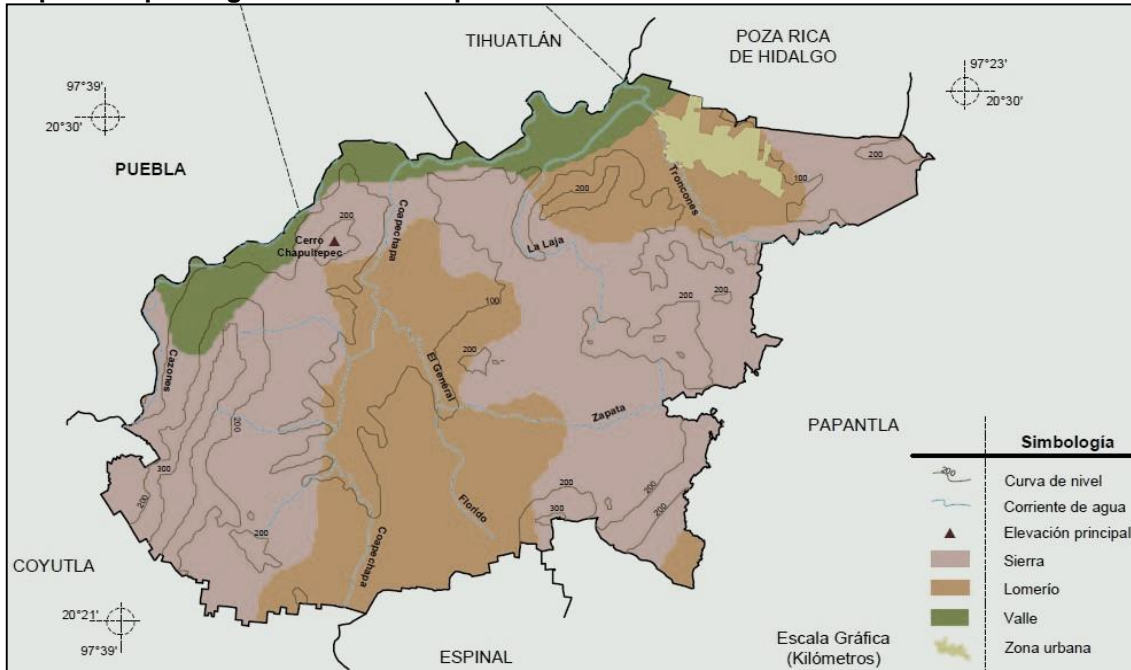 TIHUATLÁN
POZA RICA
DE HIDALGO
97°39'
20°30'
97°23'
20°30'
PUEBLA
200
100
200
200
Troncones
Coapechapa
Cerro
Chapultepec
La Laja
200
200
100
200
Cazones
El General
Zapata
200
300
200
PAPANTLA
Florido
200
300
200
200
200
Coapechapa
COYUTLA
20°21'
97°39'
ESPINAL
Escala Gráfica
(Kilómetros)
Simbología
200
Curva de nivel
Corriente de agua
Elevación principal
Sierra
Lomerío
Valle
Zona urbana